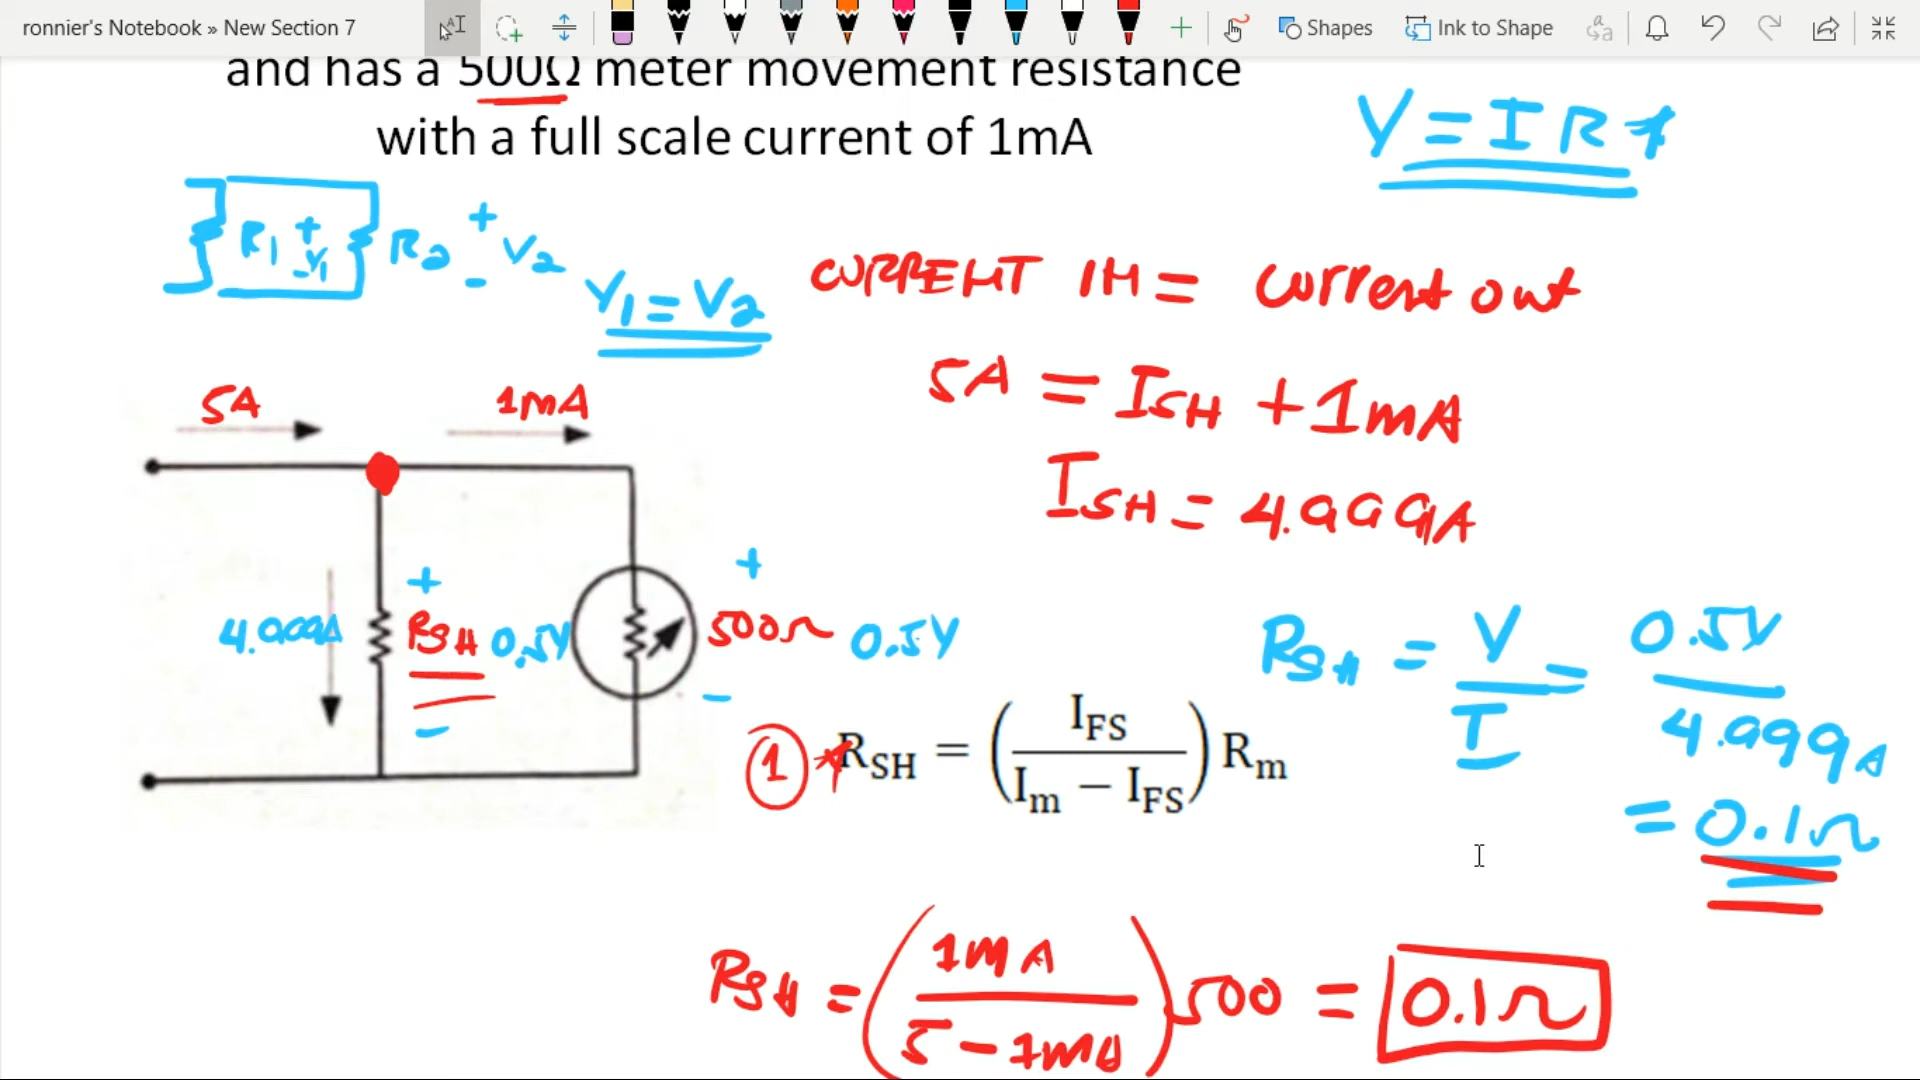 ronnier's Notebook » New Section 7
Shapes
Ink to Shape
and has a 500Ω meter movement resistance
with a full scale current of 1mA
V = IR *
R1 + V1 -
R2 + V2 -
V1 = V2
CURRENT IN = Current out
5A = ISH + 1mA
ISH = 4.999A
5A
1mA
4.999A
+ RSH 0.5V -
+ 500Ω 0.5V -
RSH = V/I = 0.5V/4.999A
= 0.1Ω
1 * RSH = (IFS/(Im − IFS)) Rm
RSH = (1mA/(5 - 1mA)) 500 = 0.1Ω